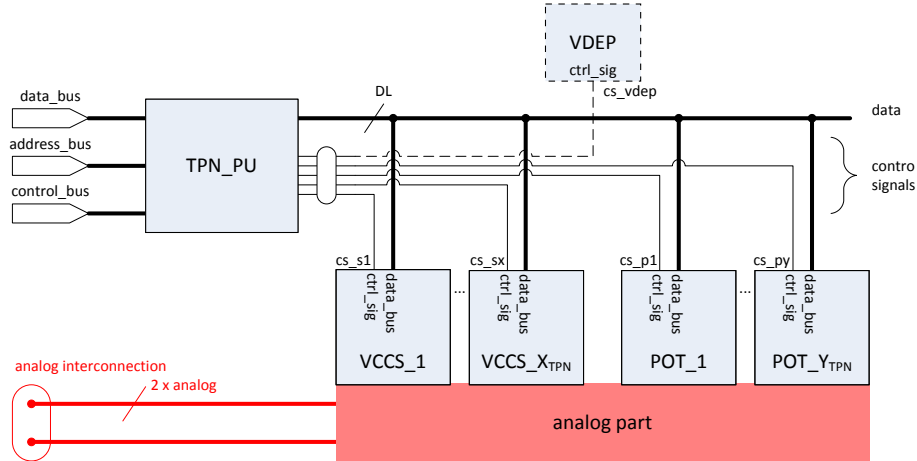 VDEP
ctrl_sig
cs_vdep
data_bus
DL
data
address_bus
TPN_PU
contro
signals
control_bus
cs_s1
cs_sx
cs_p1
cs_py
ctrl_sig
data_bus
...
ctrl_sig
data_bus
ctrl_sig
data_bus
...
ctrl_sig
data_bus
VCCS_1
VCCS_XTPN
POT_1
POT_YTPN
analog interconnection
2 x analog
analog part